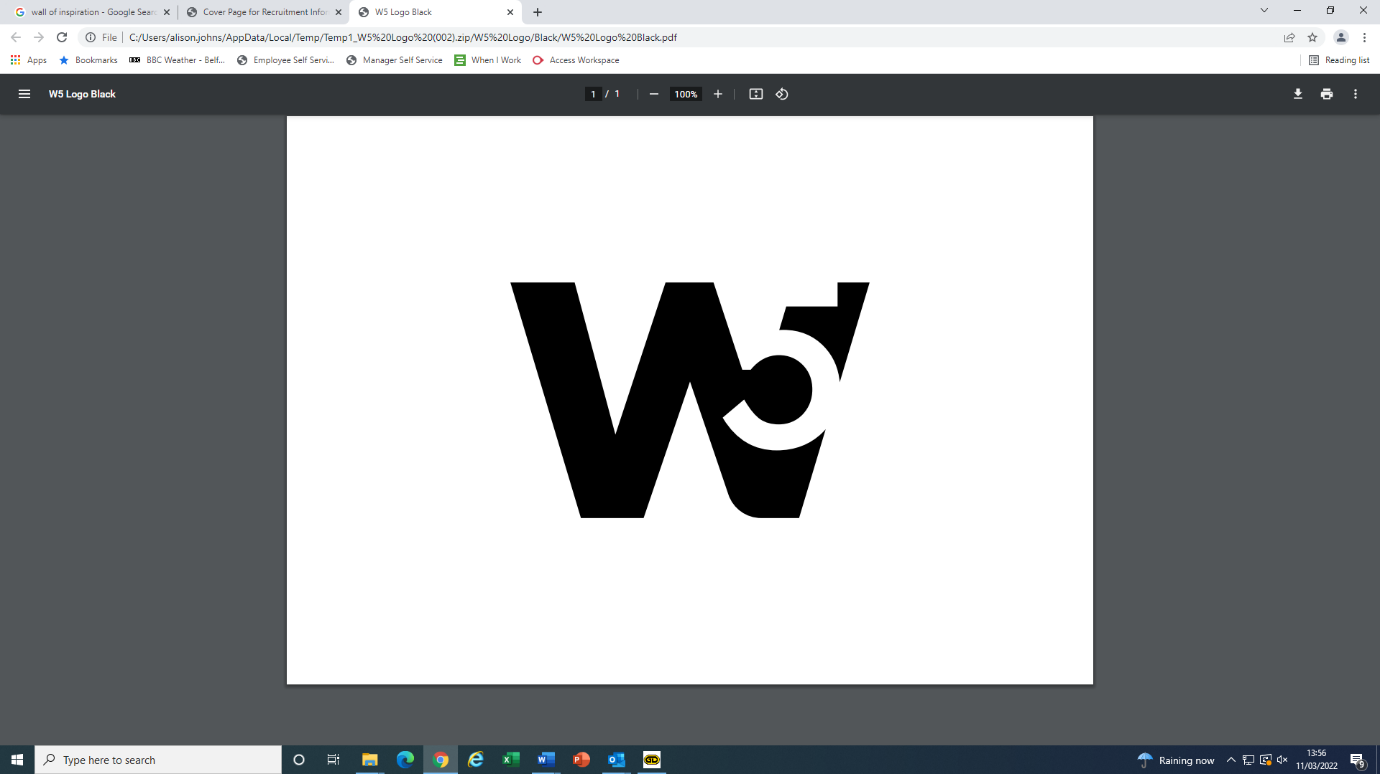 wall of inspiration - Google Sear
Cover Page for Recruitment Infor
W5 Logo Black
File
C:/Users/alison.johns/AppData/Local/Temp/Temp1_W5%20Logo%20(002).zip/W5%20Logo/Black/W5%20Logo%20Black.pdf
Apps
Bookmarks
BBC Weather - Belf...
Employee Self Servi...
Manager Self Service
When I Work
Access Workspace
Reading list
W5 Logo Black
1 / 1
100%
W5
Type here to search
Raining now
13:56
11/03/2022
9